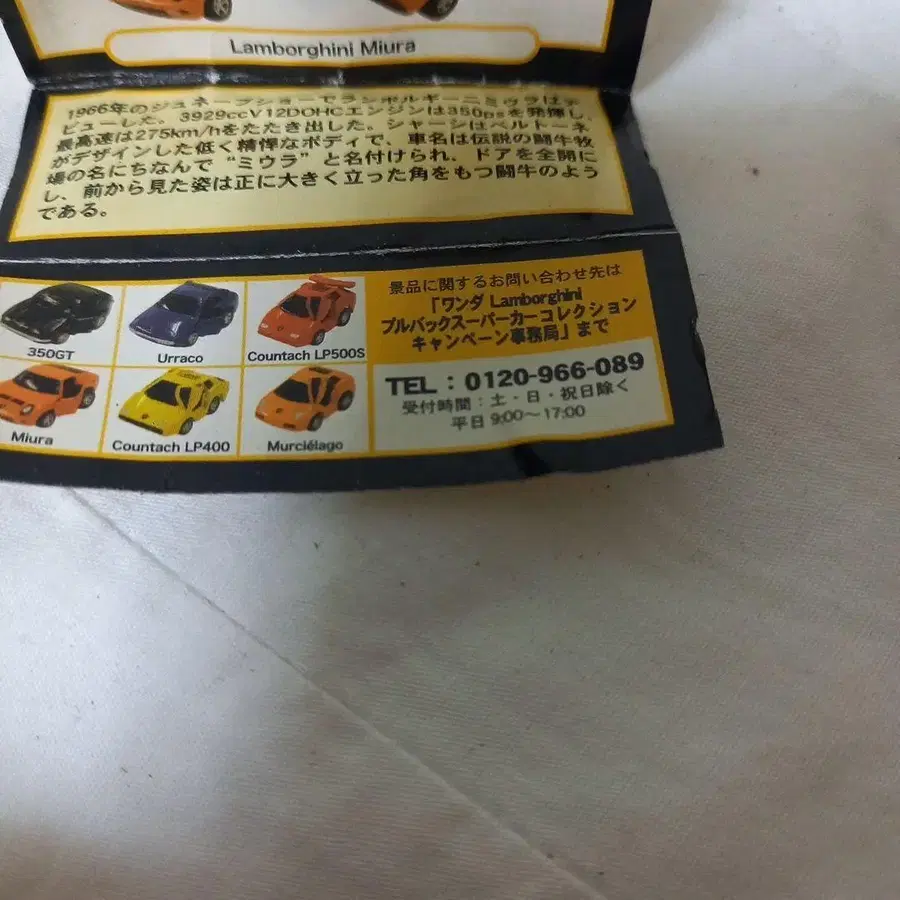 Lamborghini Miura
1966年のジュネーブショーでランボルギーニミウラはデ
ビューした。3929ccV12DOHCエンジンは350psを発揮し、
最高速は275km/hをたたき出した。シャーシはベルトーネ
がデザインした低く精悍なボディで、車名は伝説の闘牛牧
場の名にちなんで“ミウラ”と名付けられ、ドアを全開に
し、前から見た姿は正に大きく立った角をもつ闘牛のよう
である。
350GT
Urraco
Countach LP500S
Miura
Countach LP400
Murciélago
景品に関するお問い合わせ先は
「ワンダ Lamborghini
プルバックスーパーカーコレクション
キャンペーン事務局」まで
TEL：0120-966-089
受付時間：土・日・祝日除く
平日 9:00〜17:00